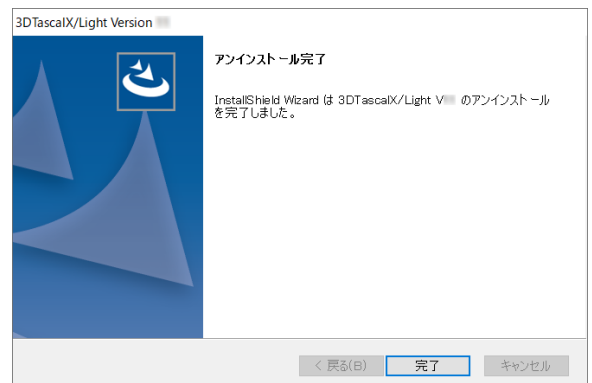 3DTascalX/Light Version
アンインストール完了
InstallShield Wizard は 3DTascalX/Light V のアンインストール
を完了しました。
< 戻る(B)
完了
キャンセル